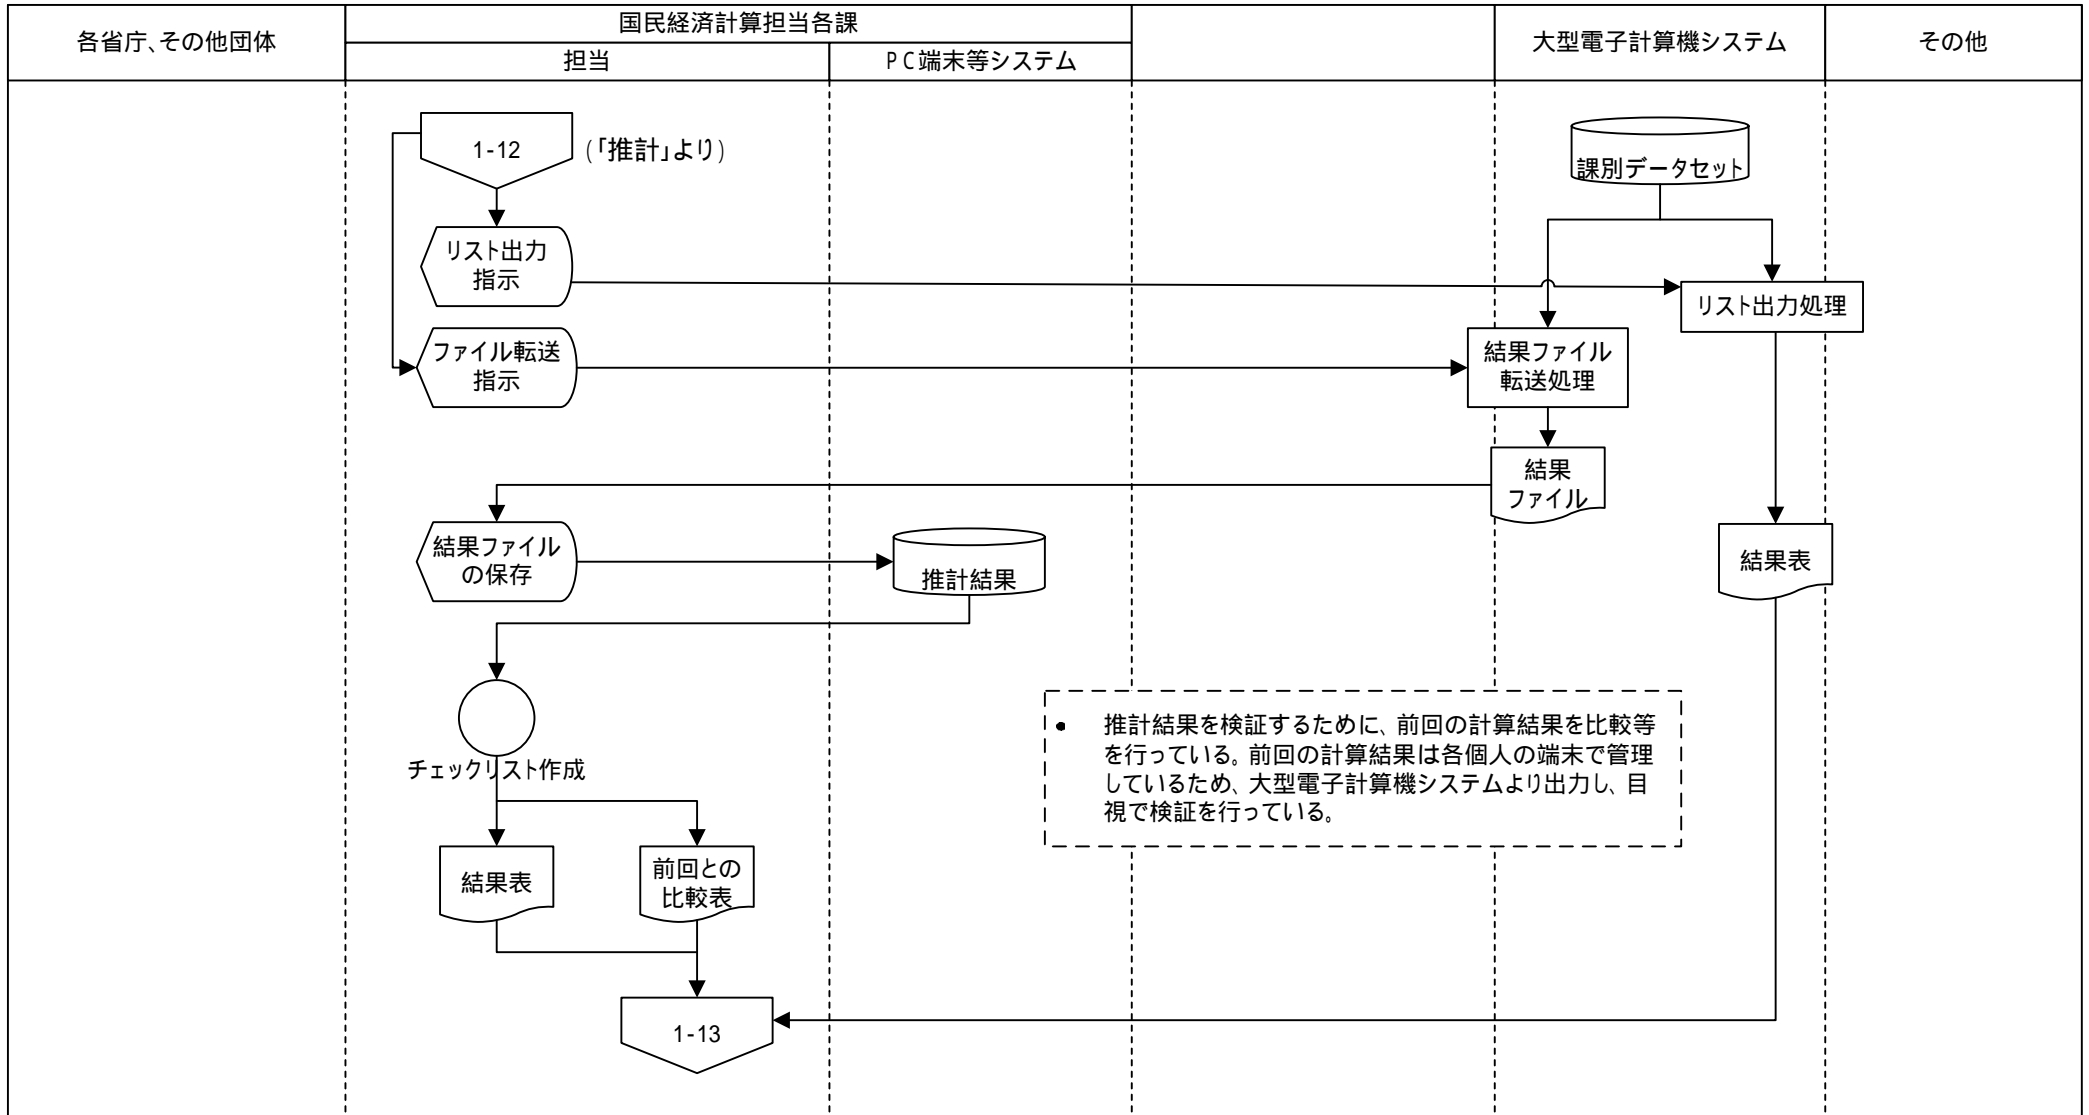 各省庁、その他団体
国民経済計算担当各課
担当
PC端末等システム
大型電子計算機システム
その他
1-12
(「推計」より)
課別データセット
リスト出力
指示
リスト出力処理
ファイル転送
指示
結果ファイル
転送処理
結果
ファイル
結果ファイル
の保存
推計結果
結果表
チェックリスト作成
• 推計結果を検証するために、前回の計算結果を比較等
を行っている。前回の計算結果は各個人の端末で管理
しているため、大型電子計算機システムより出力し、目
視で検証を行っている。
結果表
前回との
比較表
1-13